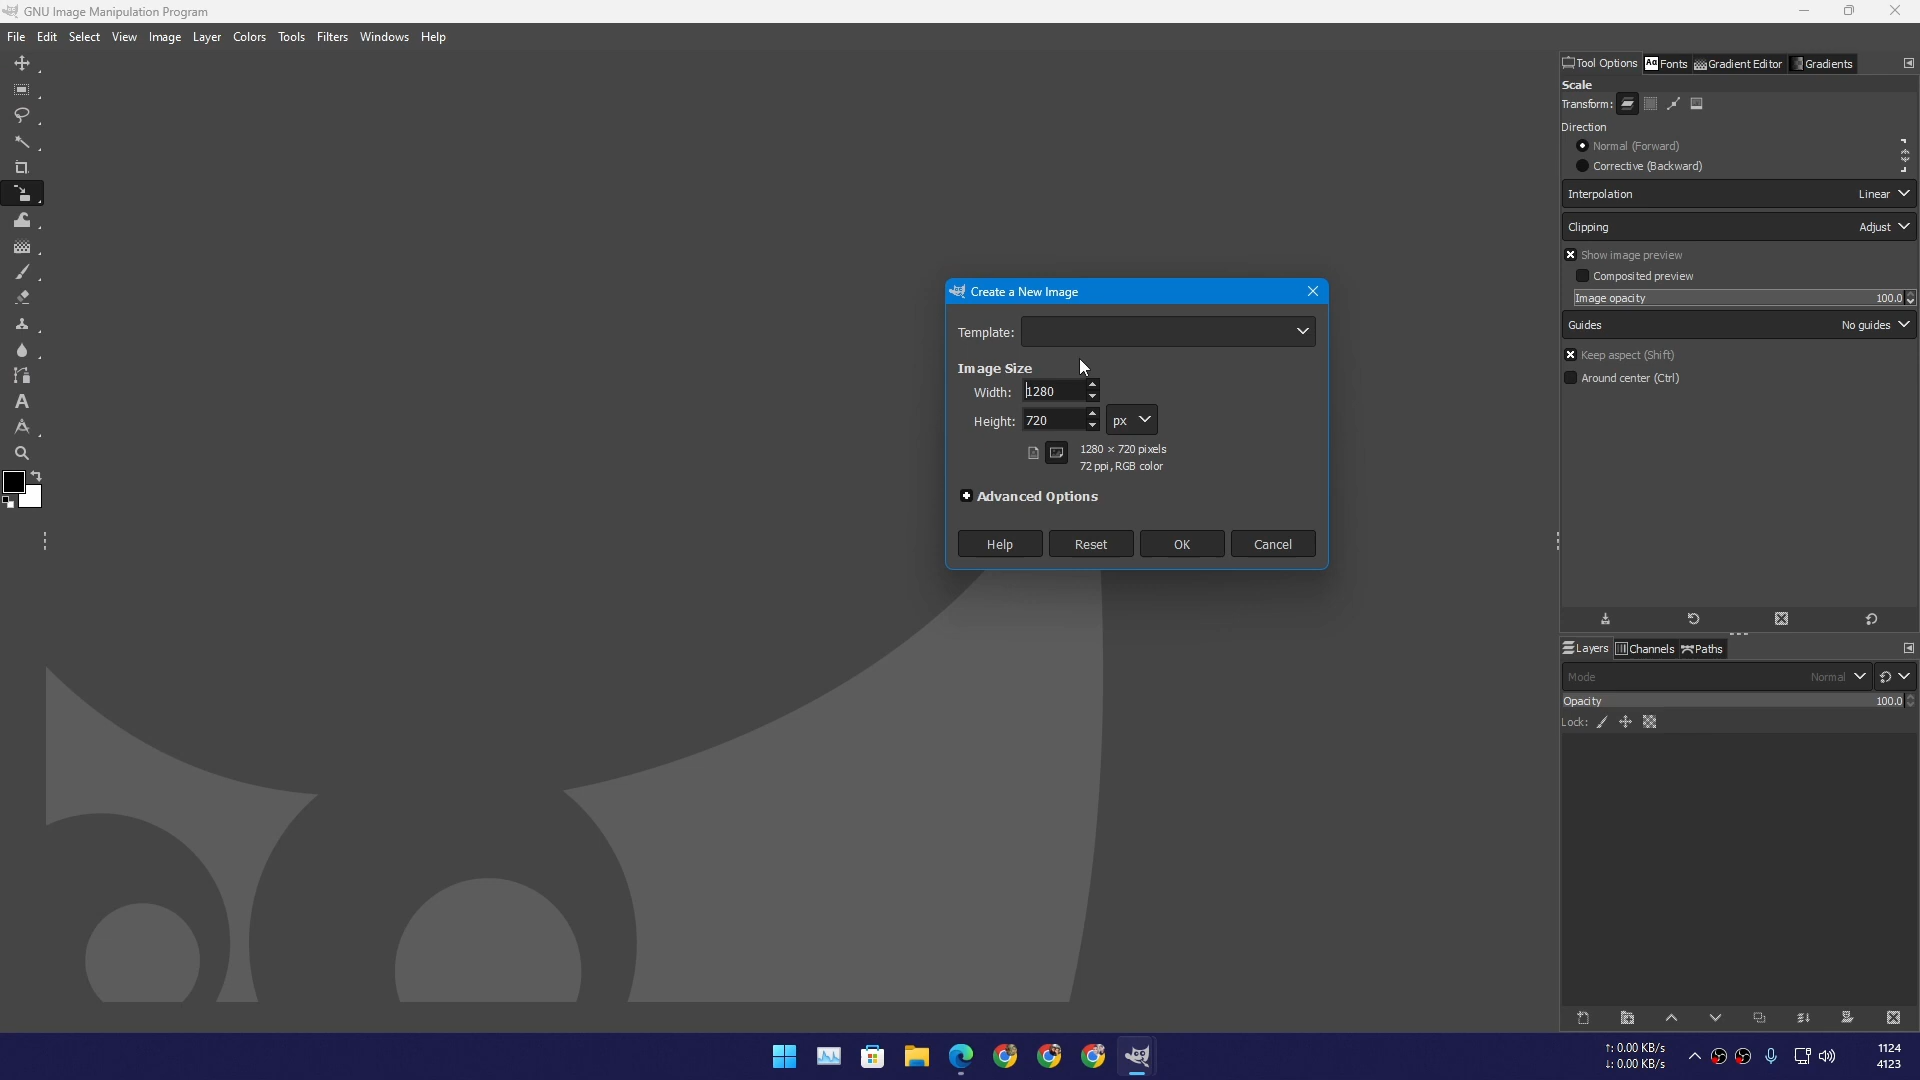 GNU Image Manipulation Program
File Edit Select View Image Layer Colors Tools Filters Windows Help
Tool Options Fonts Gradient Editor Gradients
Scale
Transform:
Direction
Normal (Forward)
Corrective (Backward)
Interpolation Linear
Clipping Adjust
Show image preview
Composited preview
Image opacity 100.0
Guides No guides
Keep aspect (Shift)
Around center (Ctrl)
Create a New Image
Template:
Image Size
Width: 1280
Height: 720 px
1280 × 720 pixels
72 ppi, RGB color
Advanced Options
Help Reset OK Cancel
Layers Channels Paths
Mode Normal
Opacity 100.0
Lock:
↑: 0.00 KB/s
↓: 0.00 KB/s
1124
4123